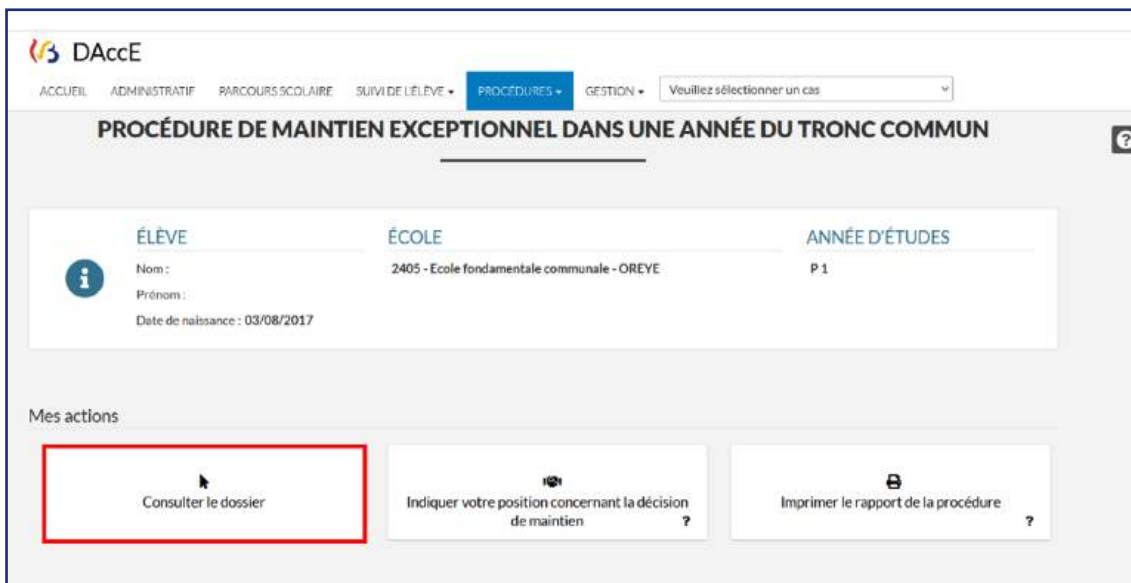 DAccE
ACCUEIL ADMINISTRATIF PARCOURS SCOLAIRE SUIVI DE L'ÉLÈVE PROCÉDURES GESTION Veuillez sélectionner un cas
PROCÉDURE DE MAINTIEN EXCEPTIONNEL DANS UNE ANNÉE DU TRONC COMMUN
?
ÉLÈVE ÉCOLE ANNÉE D'ÉTUDES
Nom : 2405 - Ecole fondamentale communale - OREYE P 1
Prénom :
Date de naissance : 03/08/2017
Mes actions
Consulter le dossier
Indiquer votre position concernant la décision
de maintien ?
Imprimer le rapport de la procédure
?